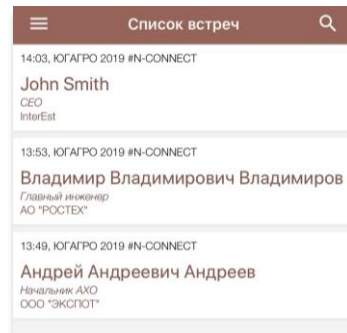 Список встреч
14:03, ЮГАГРО 2019 #N-CONNECT
John Smith
CEO
InterEst
13:53, ЮГАГРО 2019 #N-CONNECT
Владимир Владимирович Владимиров
Главный инженер
АО "РОСТЕХ"
13:49, ЮГАГРО 2019 #N-CONNECT
Андрей Андреевич Андреев
Начальник АХО
ООО "ЭКСПОТ"